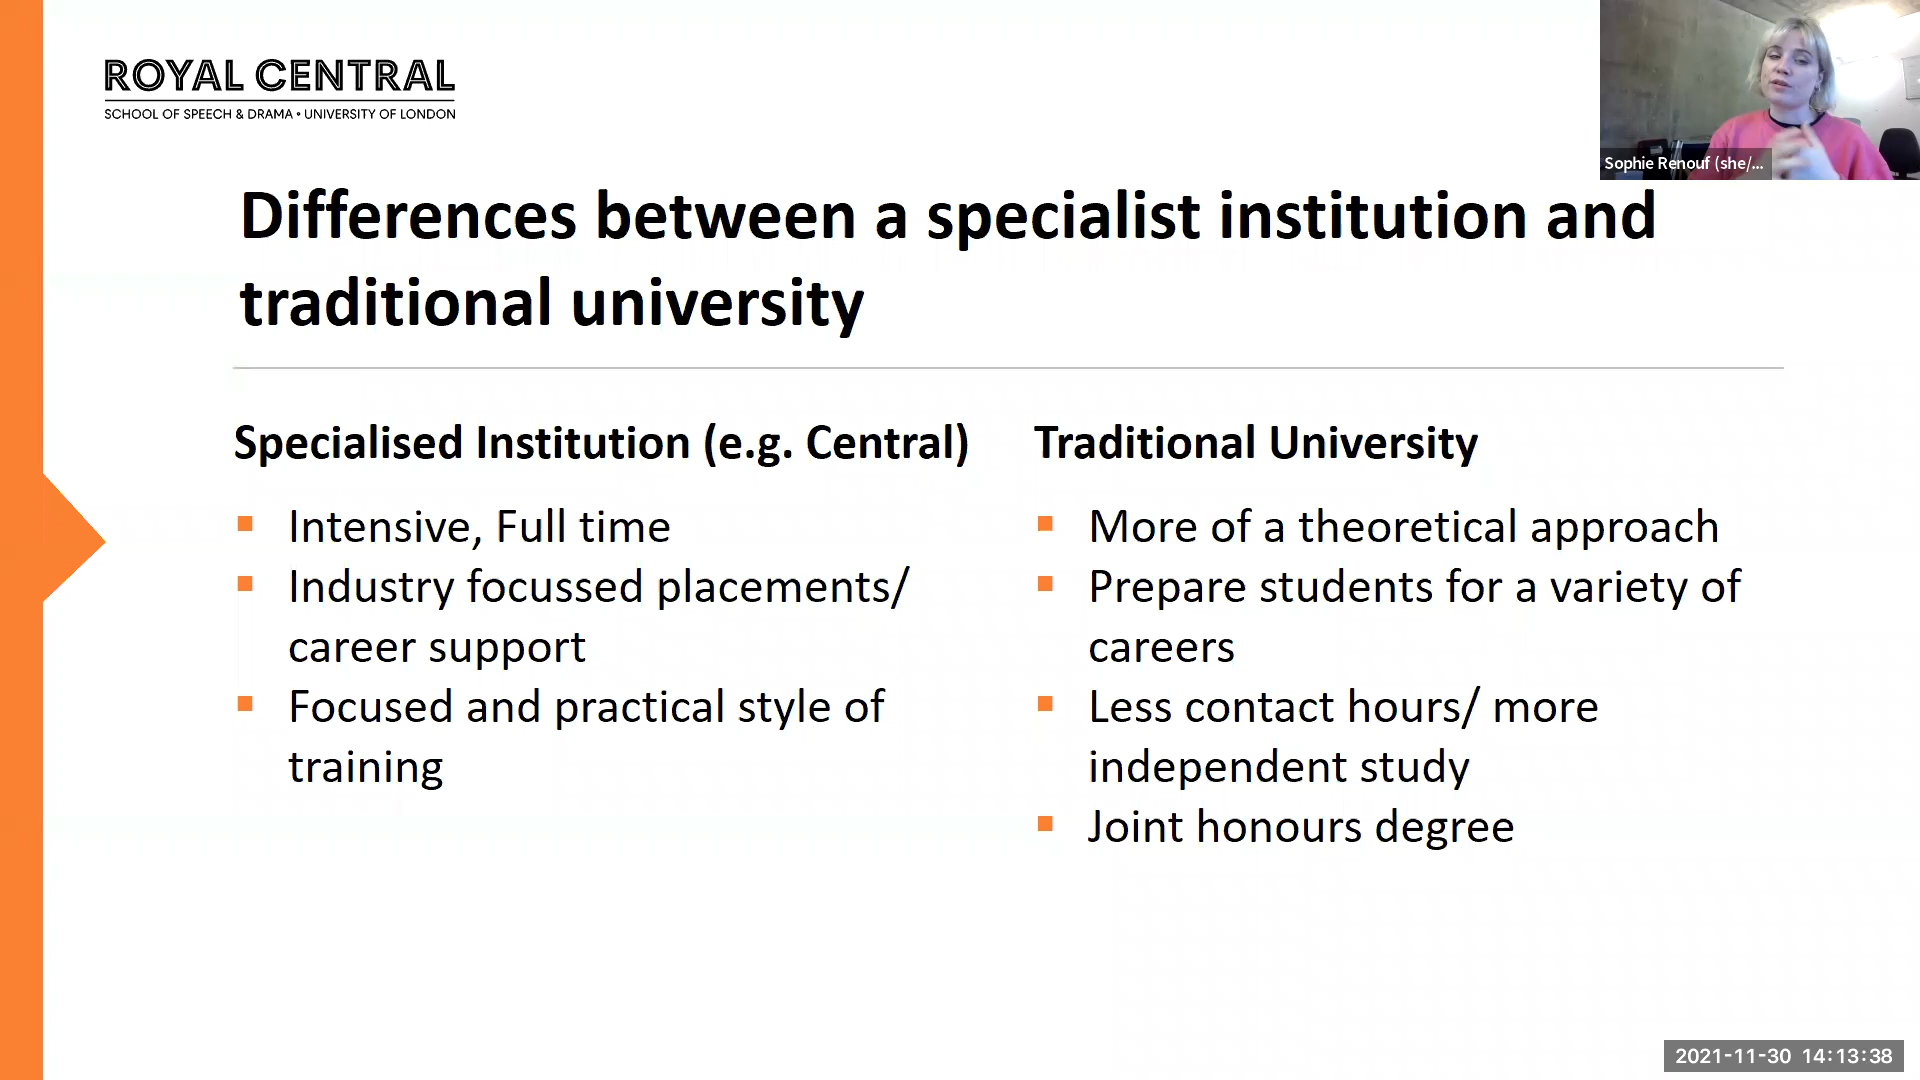 ROYAL CENTRAL
SCHOOL OF SPEECH & DRAMA • UNIVERSITY OF LONDON
Sophie Renouf (she/...
Differences between a specialist institution and
traditional university
Specialised Institution (e.g. Central)
Intensive, Full time
Industry focussed placements/
career support
Focused and practical style of
training
Traditional University
More of a theoretical approach
Prepare students for a variety of
careers
Less contact hours/ more
independent study
Joint honours degree
2021-11-30 14:13:38